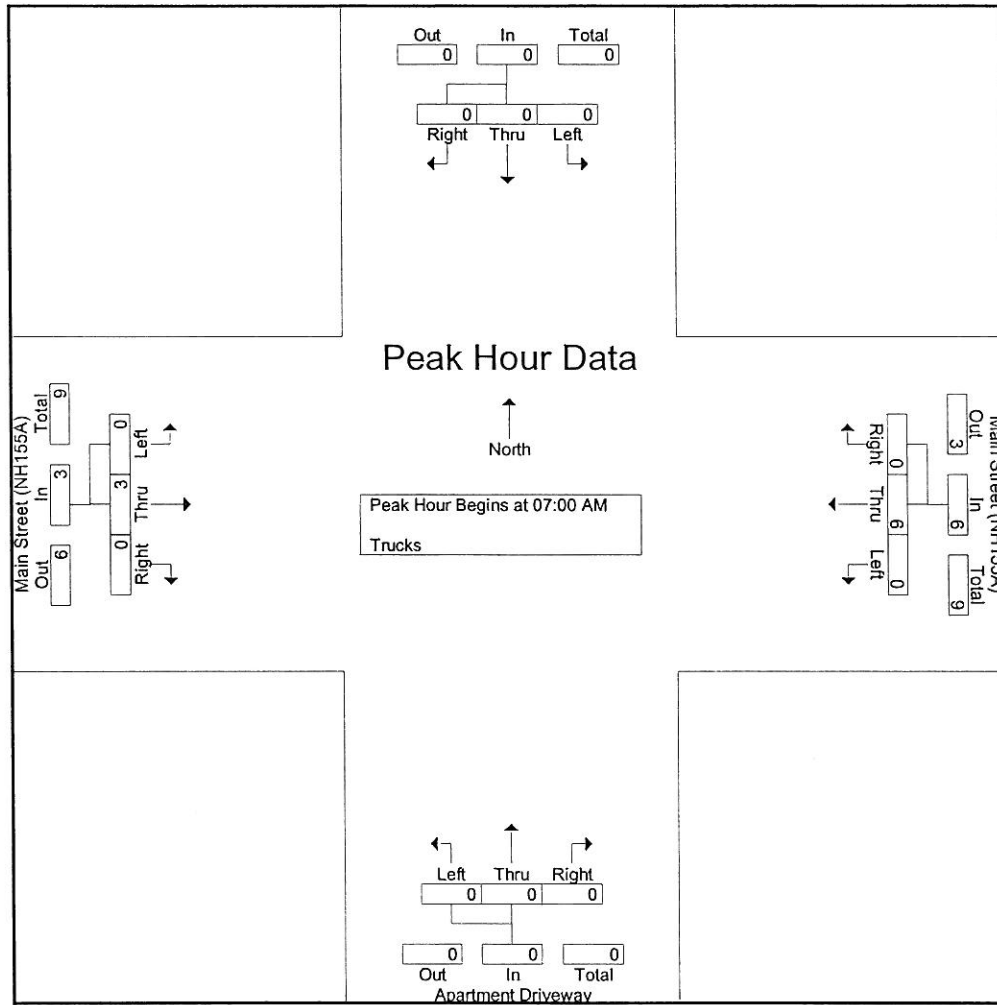 Out In Total
0 0 0
0 0 0
Right Thru Left
Peak Hour Data
North
Peak Hour Begins at 07:00 AM
Trucks
Main Street (NH155A)
Out In Total
6 3 9
0 3 0
Left Thru Right
Main Street (NH155A)
Out In Total
3 6 9
0 6 0
Right Thru Left
Left Thru Right
0 0 0
0 0 0
Out In Total
Apartment Driveway